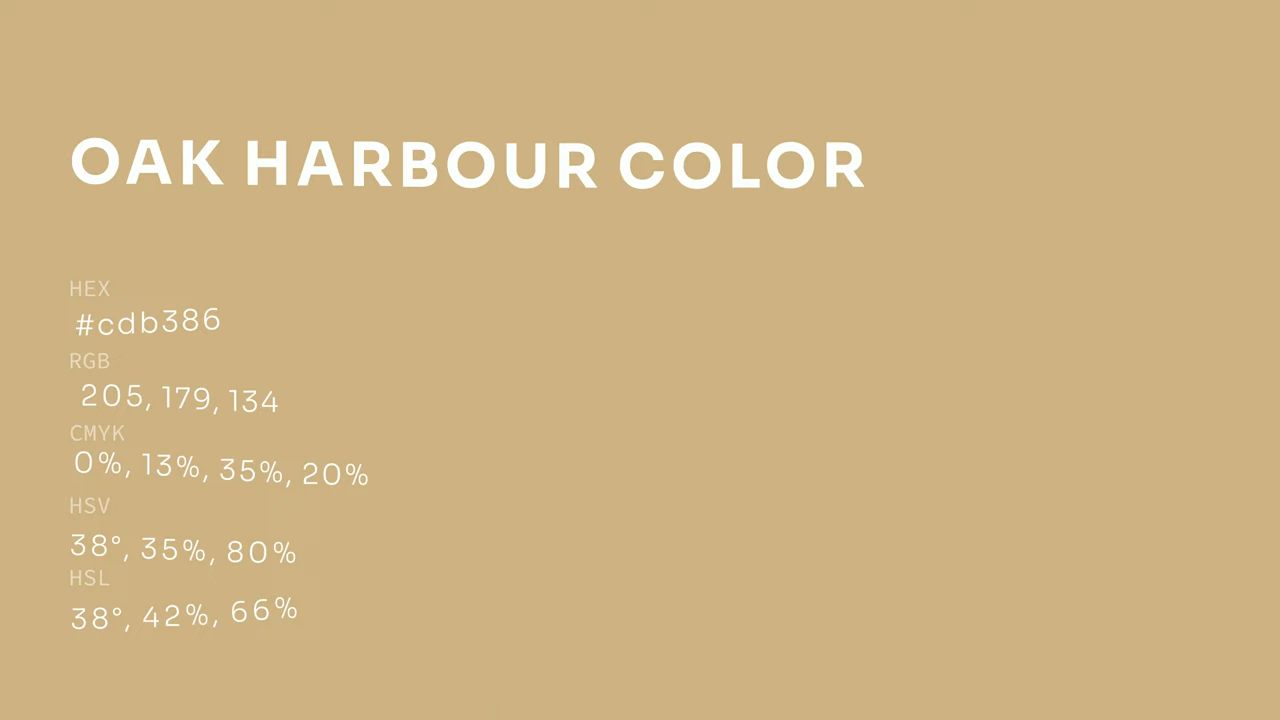 OAK HARBOUR COLOR
HEX
#cdb386
RGB
205, 179, 134
CMYK
0%, 13%, 35%, 20%
HSV
38°, 35%, 80%
HSL
38°, 42%, 66%